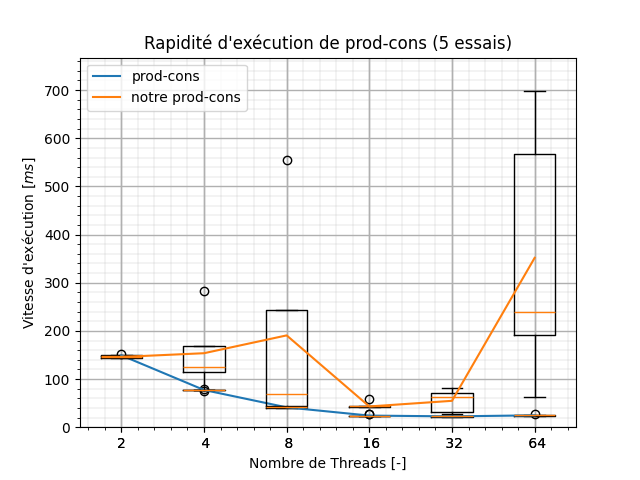 Rapidité d'exécution de prod-cons (5 essais)
prod-cons
notre prod-cons
700
600
500
400
300
200
100
0
Vitesse d'exécution [ms]
2 4 8 16 32 64
Nombre de Threads [-]